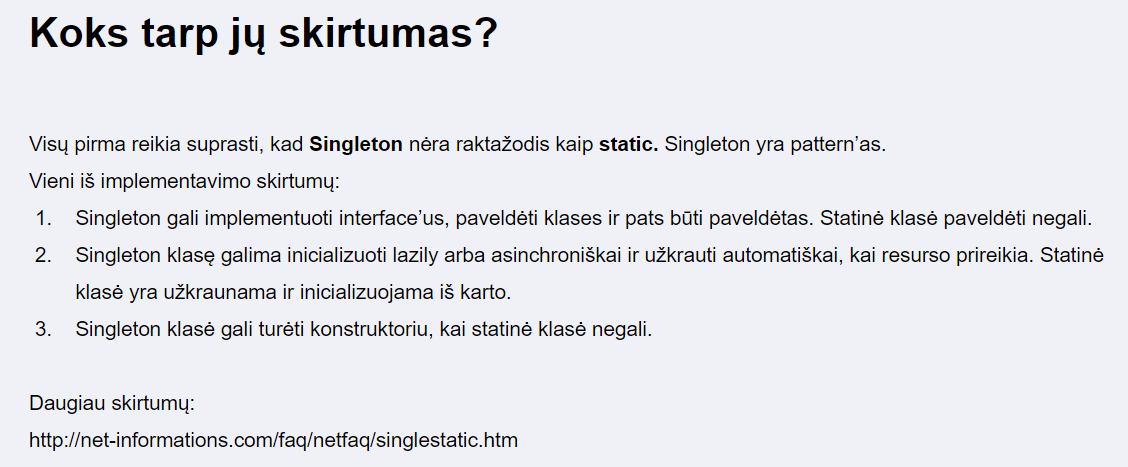 Koks tarp jų skirtumas?
Visų pirma reikia suprasti, kad Singleton nėra raktažodis kaip static. Singleton yra pattern’as.
Vieni iš implementavimo skirtumų:
1. Singleton gali implementuoti interface’us, paveldėti klases ir pats būti paveldėtas. Statinė klasė paveldėti negali.
2. Singleton klasę galima inicializuoti lazily arba asinchroniškai ir užkrauti automatiškai, kai resurso prireikia. Statinė
klasė yra užkraunama ir inicializuojama iš karto.
3. Singleton klasė gali turėti konstruktoriu, kai statinė klasė negali.
Daugiau skirtumų:
http://net-informations.com/faq/netfaq/singlestatic.htm